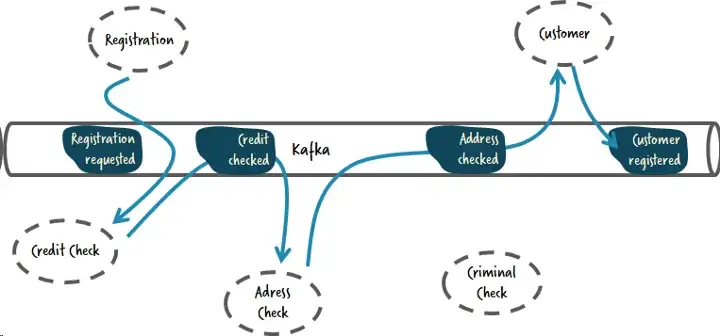 Registration
Customer
Registration
requested
Credit
checked
Kafka
Address
checked
Customer
registered
Credit Check
Adress
Check
Criminal
Check